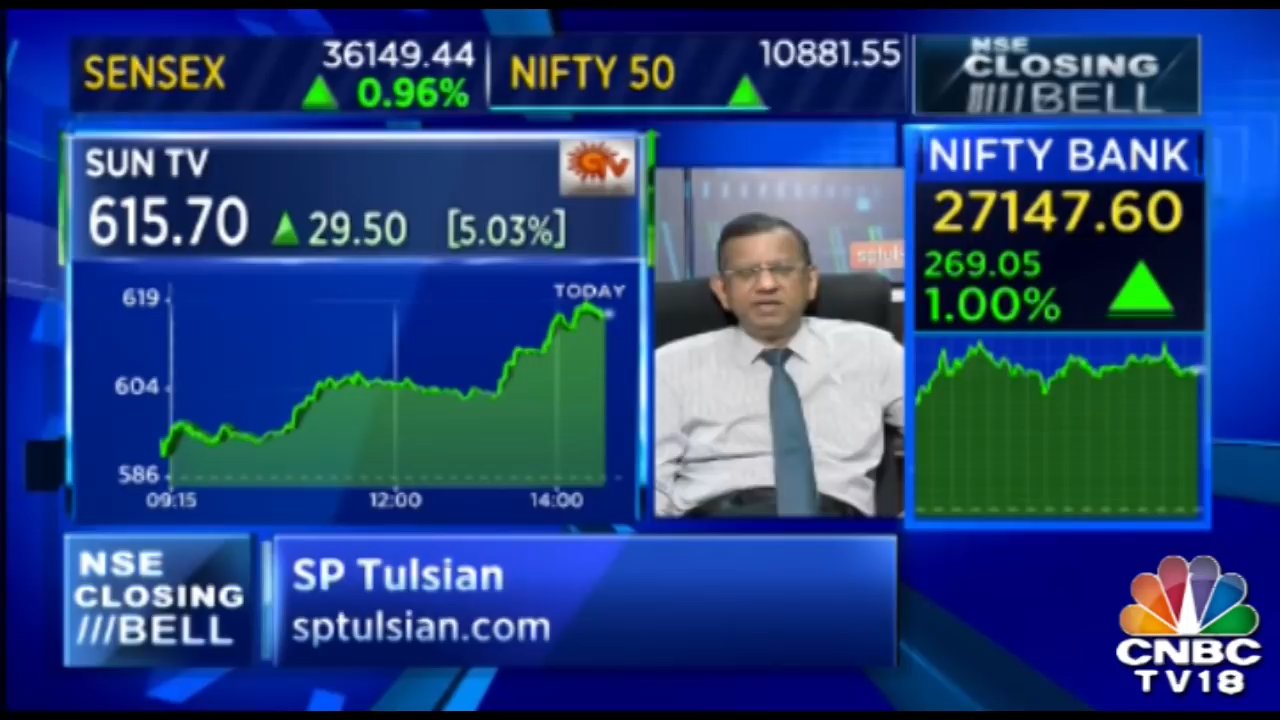 SENSEX
36149.44
0.96%
NIFTY 50
10881.55
NSE
CLOSING
BELL
SUN TV
615.70 29.50 [5.03%]
TODAY
619
604
586
09:15 12:00 14:00
NIFTY BANK
27147.60
269.05
1.00%
NSE
CLOSING
///BELL
SP Tulsian
sptulsian.com
CNBC
TV18